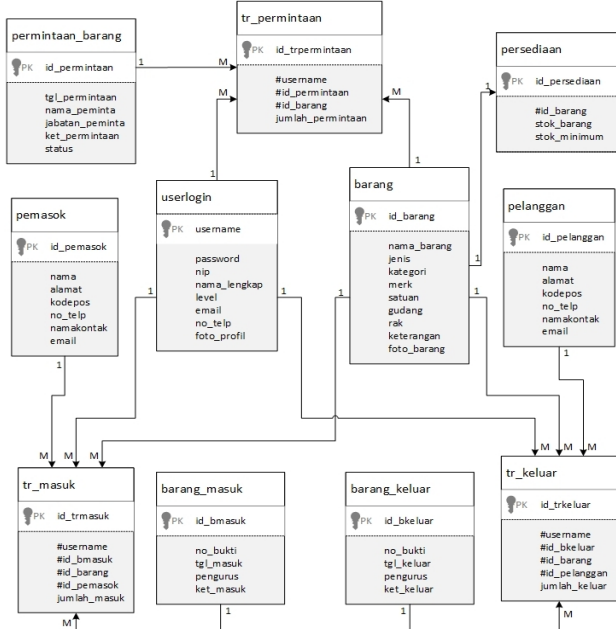 permintaan_barang
PK id_permintaan
tgl_permintaan
nama_peminta
jabatan_peminta
ket_permintaan
status
1
M
tr_permintaan
PK id_trpermintaan
#username
#id_permintaan
#id_barang
jumlah_permintaan
M
M
persediaan
PK id_persediaan
#id_barang
stok_barang
stok_minimum
1
1
1
pemasok
PK id_pemasok
nama
alamat
kodepos
no_telp
namakontak
email
1
userlogin
PK username
password
nip
nama_lengkap
level
email
no_telp
foto_profil
1
1
barang
PK id_barang
nama_barang
jenis
kategori
merk
satuan
gudang
rak
keterangan
foto_barang
1
1
1
pelanggan
PK id_pelanggan
nama
alamat
kodepos
no_telp
namakontak
email
1
M
M
M
M
M
M
tr_masuk
PK id_trmasuk
#username
#id_bmasuk
#id_barang
#id_pemasok
jumlah_masuk
M
barang_masuk
PK id_bmasuk
no_bukti
tgl_masuk
pengurus
ket_masuk
1
barang_keluar
PK id_bkeluar
no_bukti
tgl_keluar
pengurus
ket_keluar
1
tr_keluar
PK id_trkeluar
#username
#id_bkeluar
#id_barang
#id_pelanggan
jumlah_keluar
M